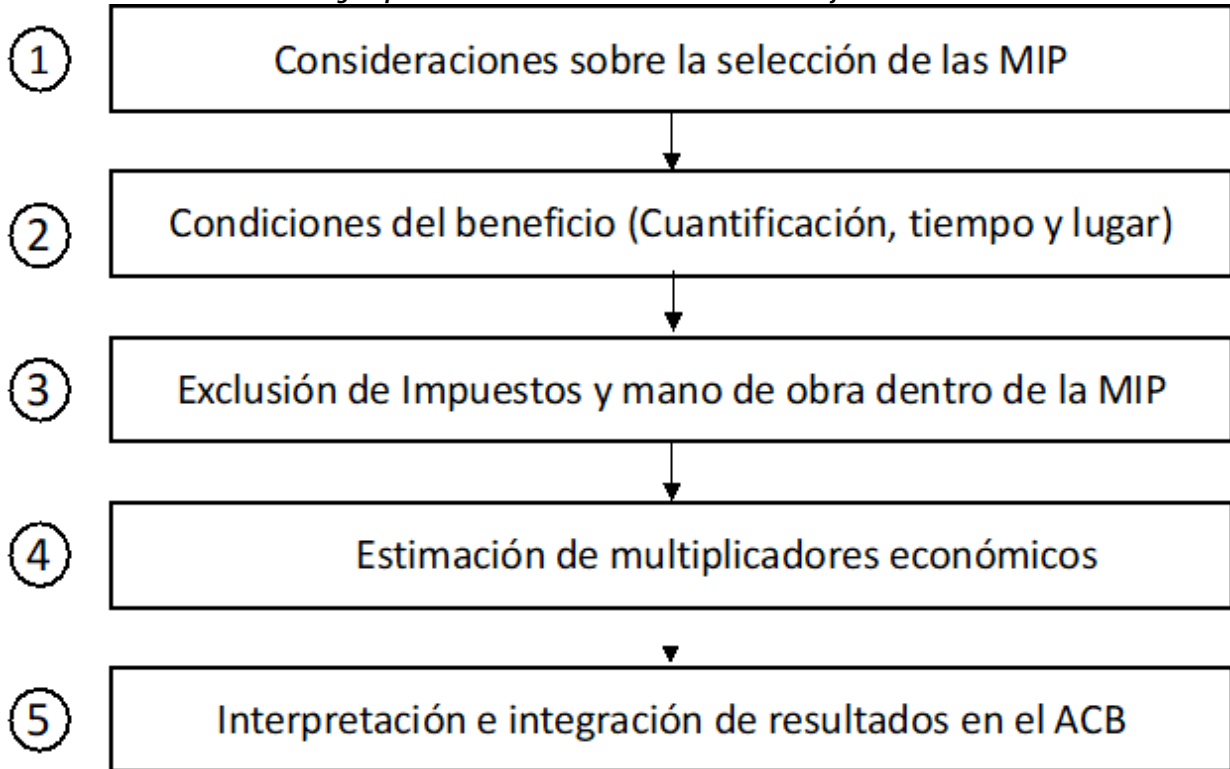 1 Consideraciones sobre la selección de las MIP
2 Condiciones del beneficio (Cuantificación, tiempo y lugar)
3 Exclusión de Impuestos y mano de obra dentro de la MIP
4 Estimación de multiplicadores económicos
5 Interpretación e integración de resultados en el ACB